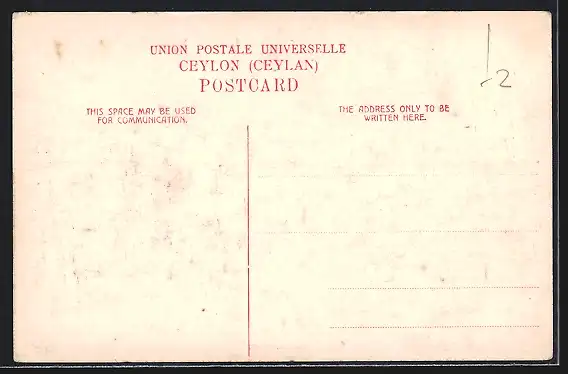 UNION POSTALE UNIVERSELLE
CEYLON (CEYLAN)
POSTCARD
THIS SPACE MAY BE USED
FOR COMMUNICATION.
THE ADDRESS ONLY TO BE
WRITTEN HERE.
-2